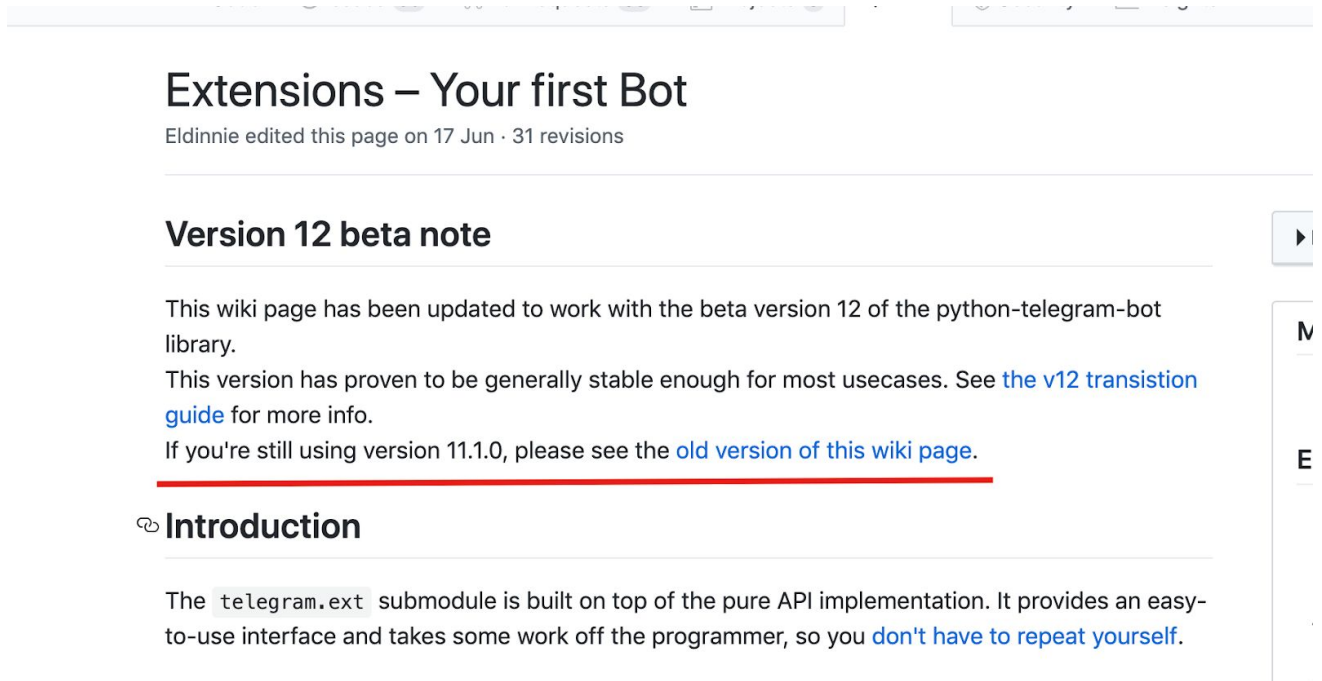 Extensions – Your first Bot
Eldinnie edited this page on 17 Jun · 31 revisions
Version 12 beta note
This wiki page has been updated to work with the beta version 12 of the python-telegram-bot
library.
This version has proven to be generally stable enough for most usecases. See the v12 transistion
guide for more info.
If you're still using version 11.1.0, please see the old version of this wiki page.
Introduction
The telegram.ext submodule is built on top of the pure API implementation. It provides an easy-
to-use interface and takes some work off the programmer, so you don't have to repeat yourself.